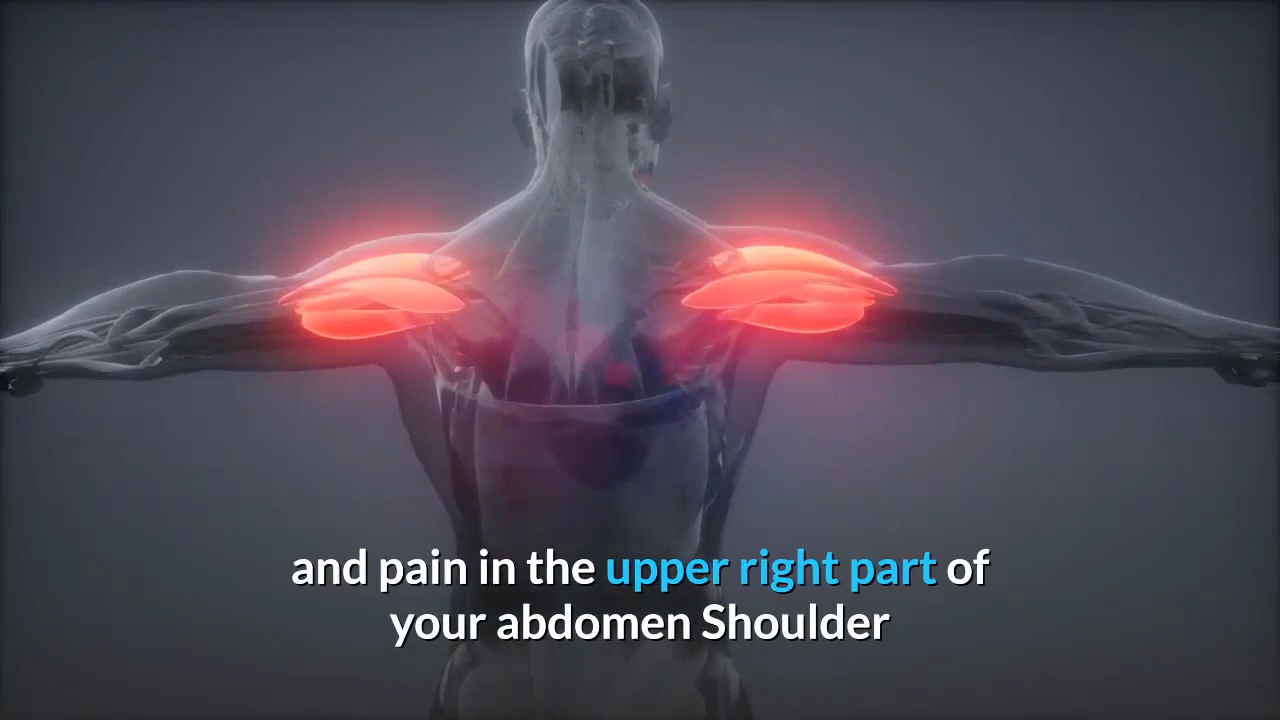 and pain in the upper right part of
your abdomen Shoulder